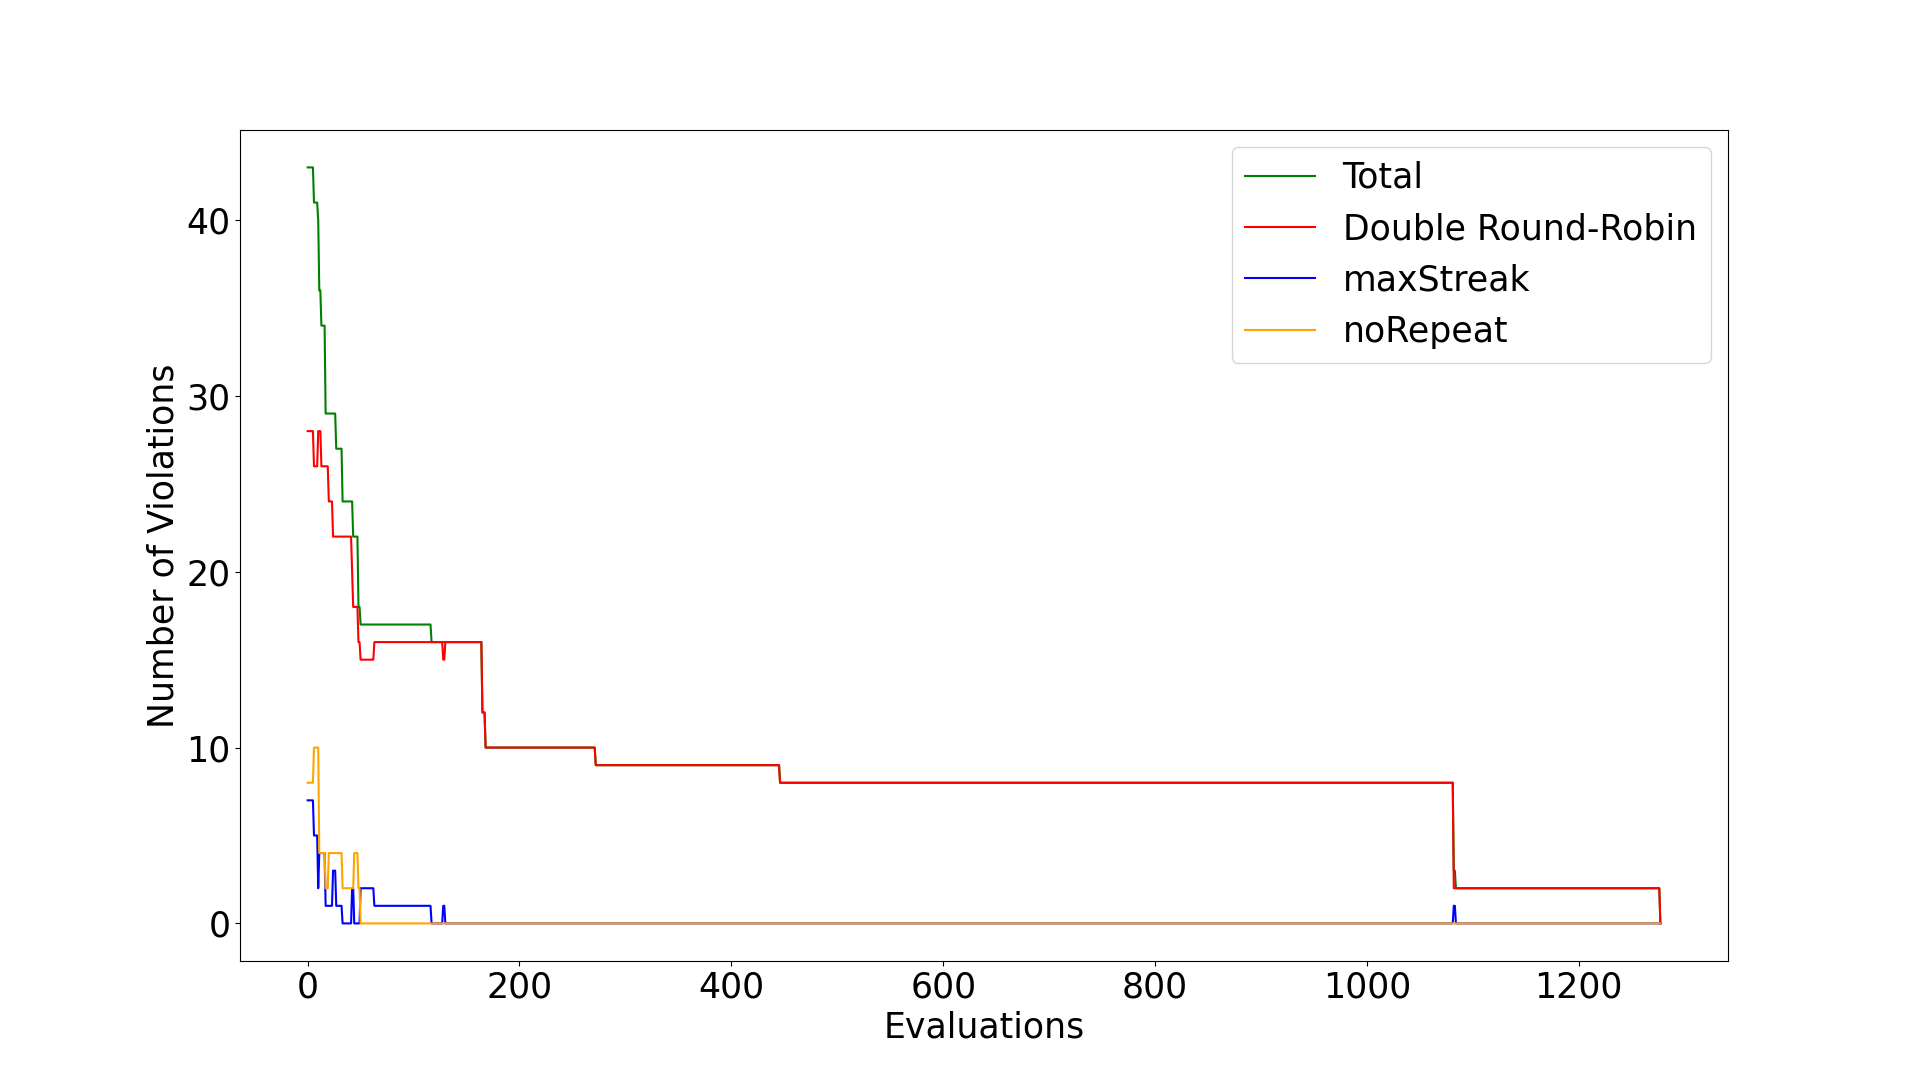 Total
Double Round-Robin
maxStreak
noRepeat
Number of Violations
40
30
20
10
0
0 200 400 600 800 1000 1200
Evaluations